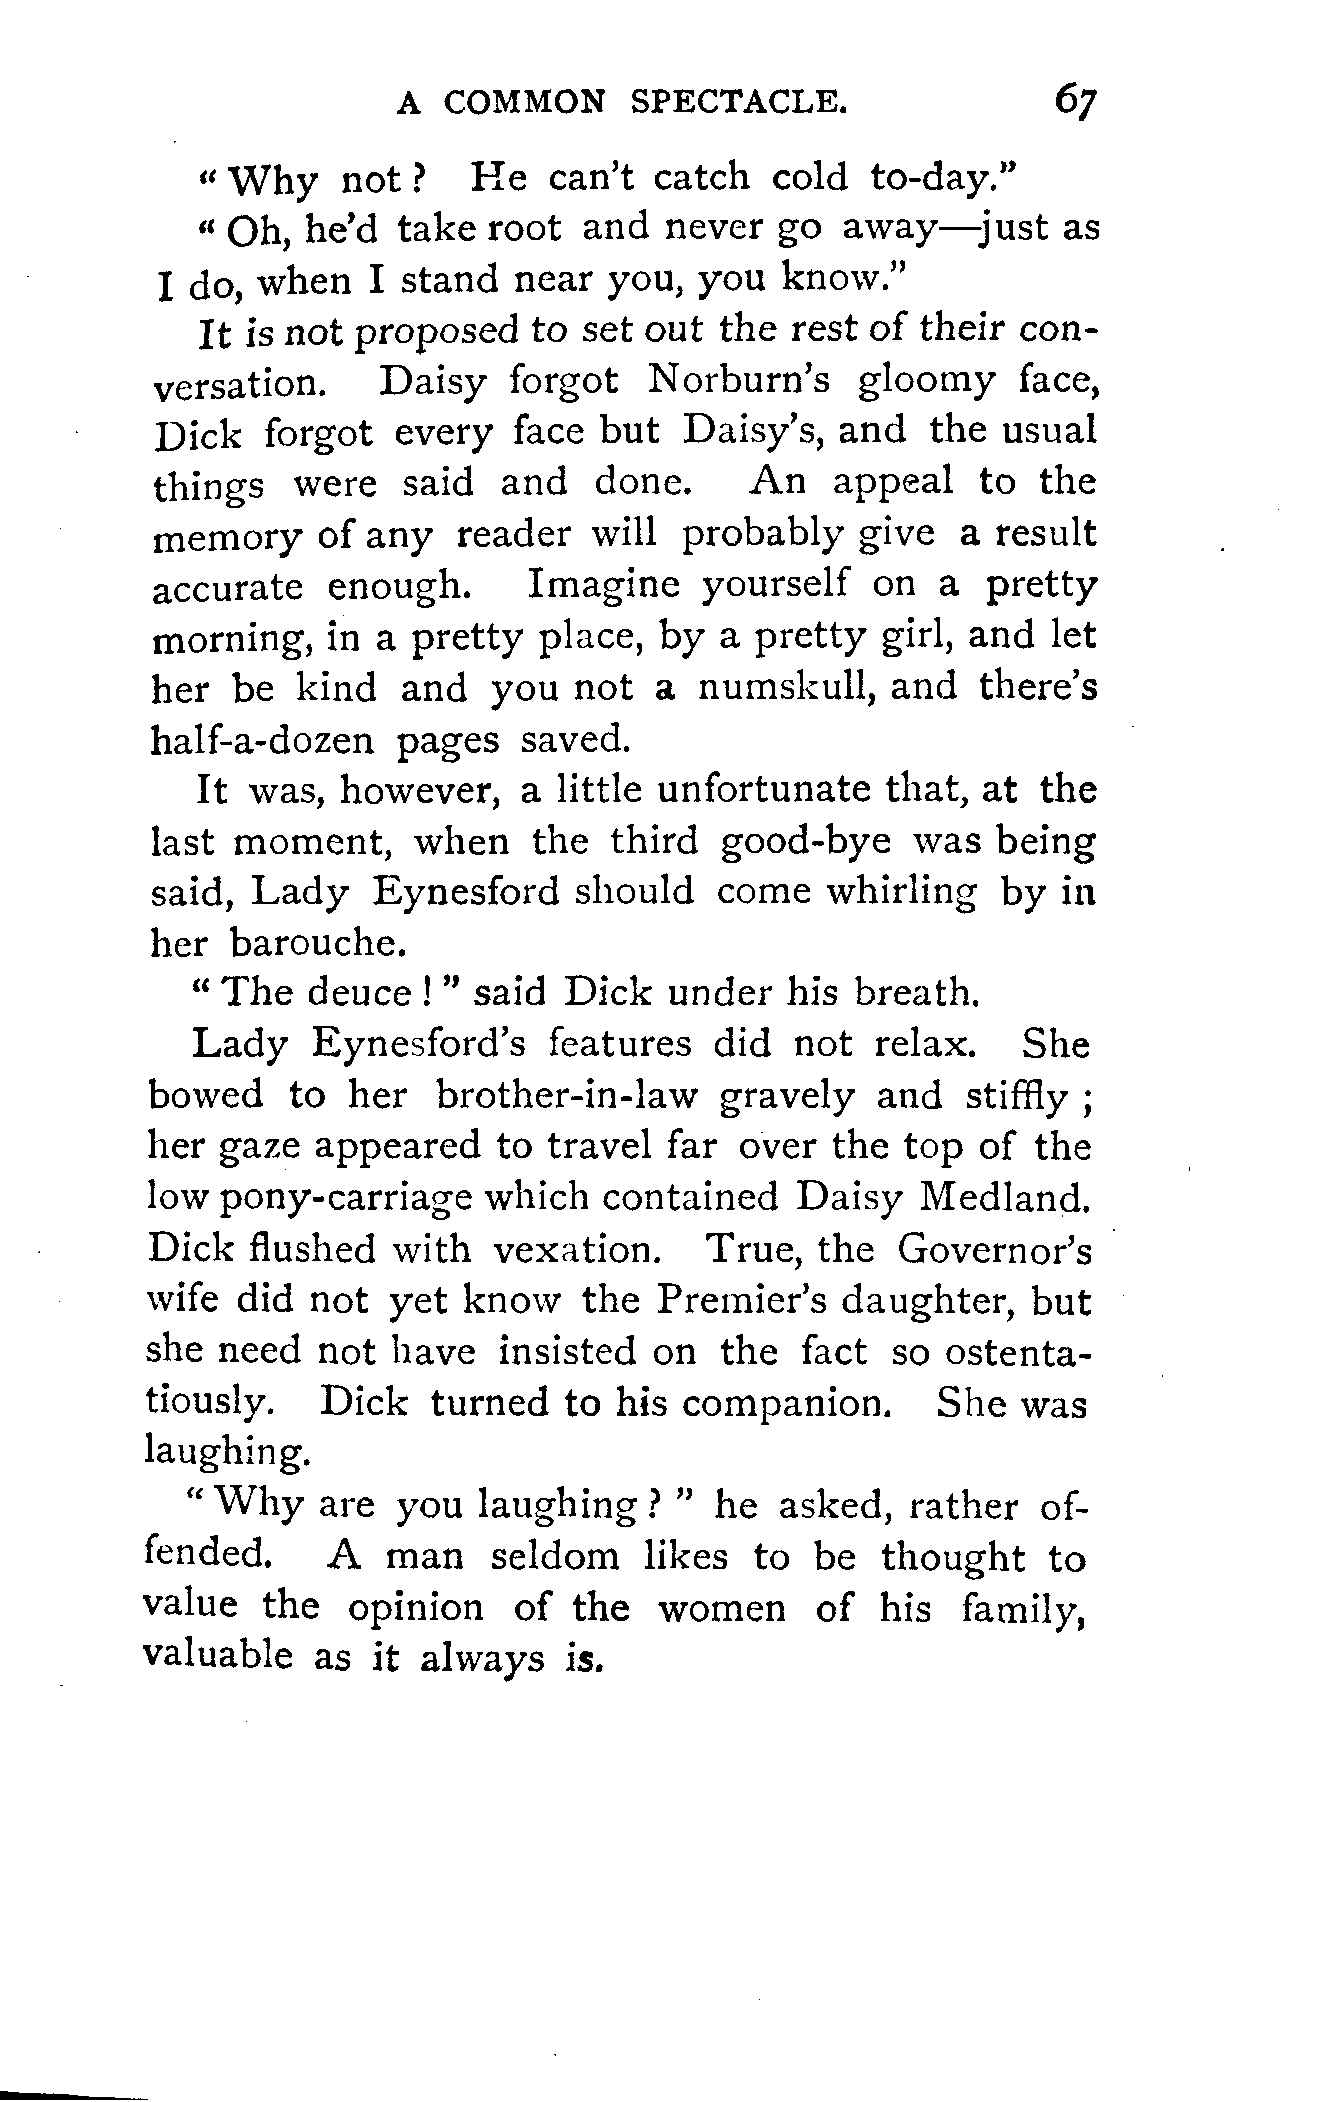 A COMMON SPECTACLE. 67
"Why not? He can't catch cold to-day."
"Oh, he'd take root and never go away—just as
I do, when I stand near you, you know."
It is not proposed to set out the rest of their con-
versation. Daisy forgot Norburn's gloomy face,
Dick forgot every face but Daisy's, and the usual
things were said and done. An appeal to the
memory of any reader will probably give a result
accurate enough. Imagine yourself on a pretty
morning, in a pretty place, by a pretty girl, and let
her be kind and you not a numskull, and there's
half-a-dozen pages saved.
It was, however, a little unfortunate that, at the
last moment, when the third good-bye was being
said, Lady Eynesford should come whirling by in
her barouche.
"The deuce!" said Dick under his breath.
Lady Eynesford's features did not relax. She
bowed to her brother-in-law gravely and stiffly;
her gaze appeared to travel far over the top of the
low pony-carriage which contained Daisy Medland.
Dick flushed with vexation. True, the Governor's
wife did not yet know the Premier's daughter, but
she need not have insisted on the fact so ostenta-
tiously. Dick turned to his companion. She was
laughing.
"Why are you laughing?" he asked, rather of-
fended. A man seldom likes to be thought to
value the opinion of the women of his family,
valuable as it always is.